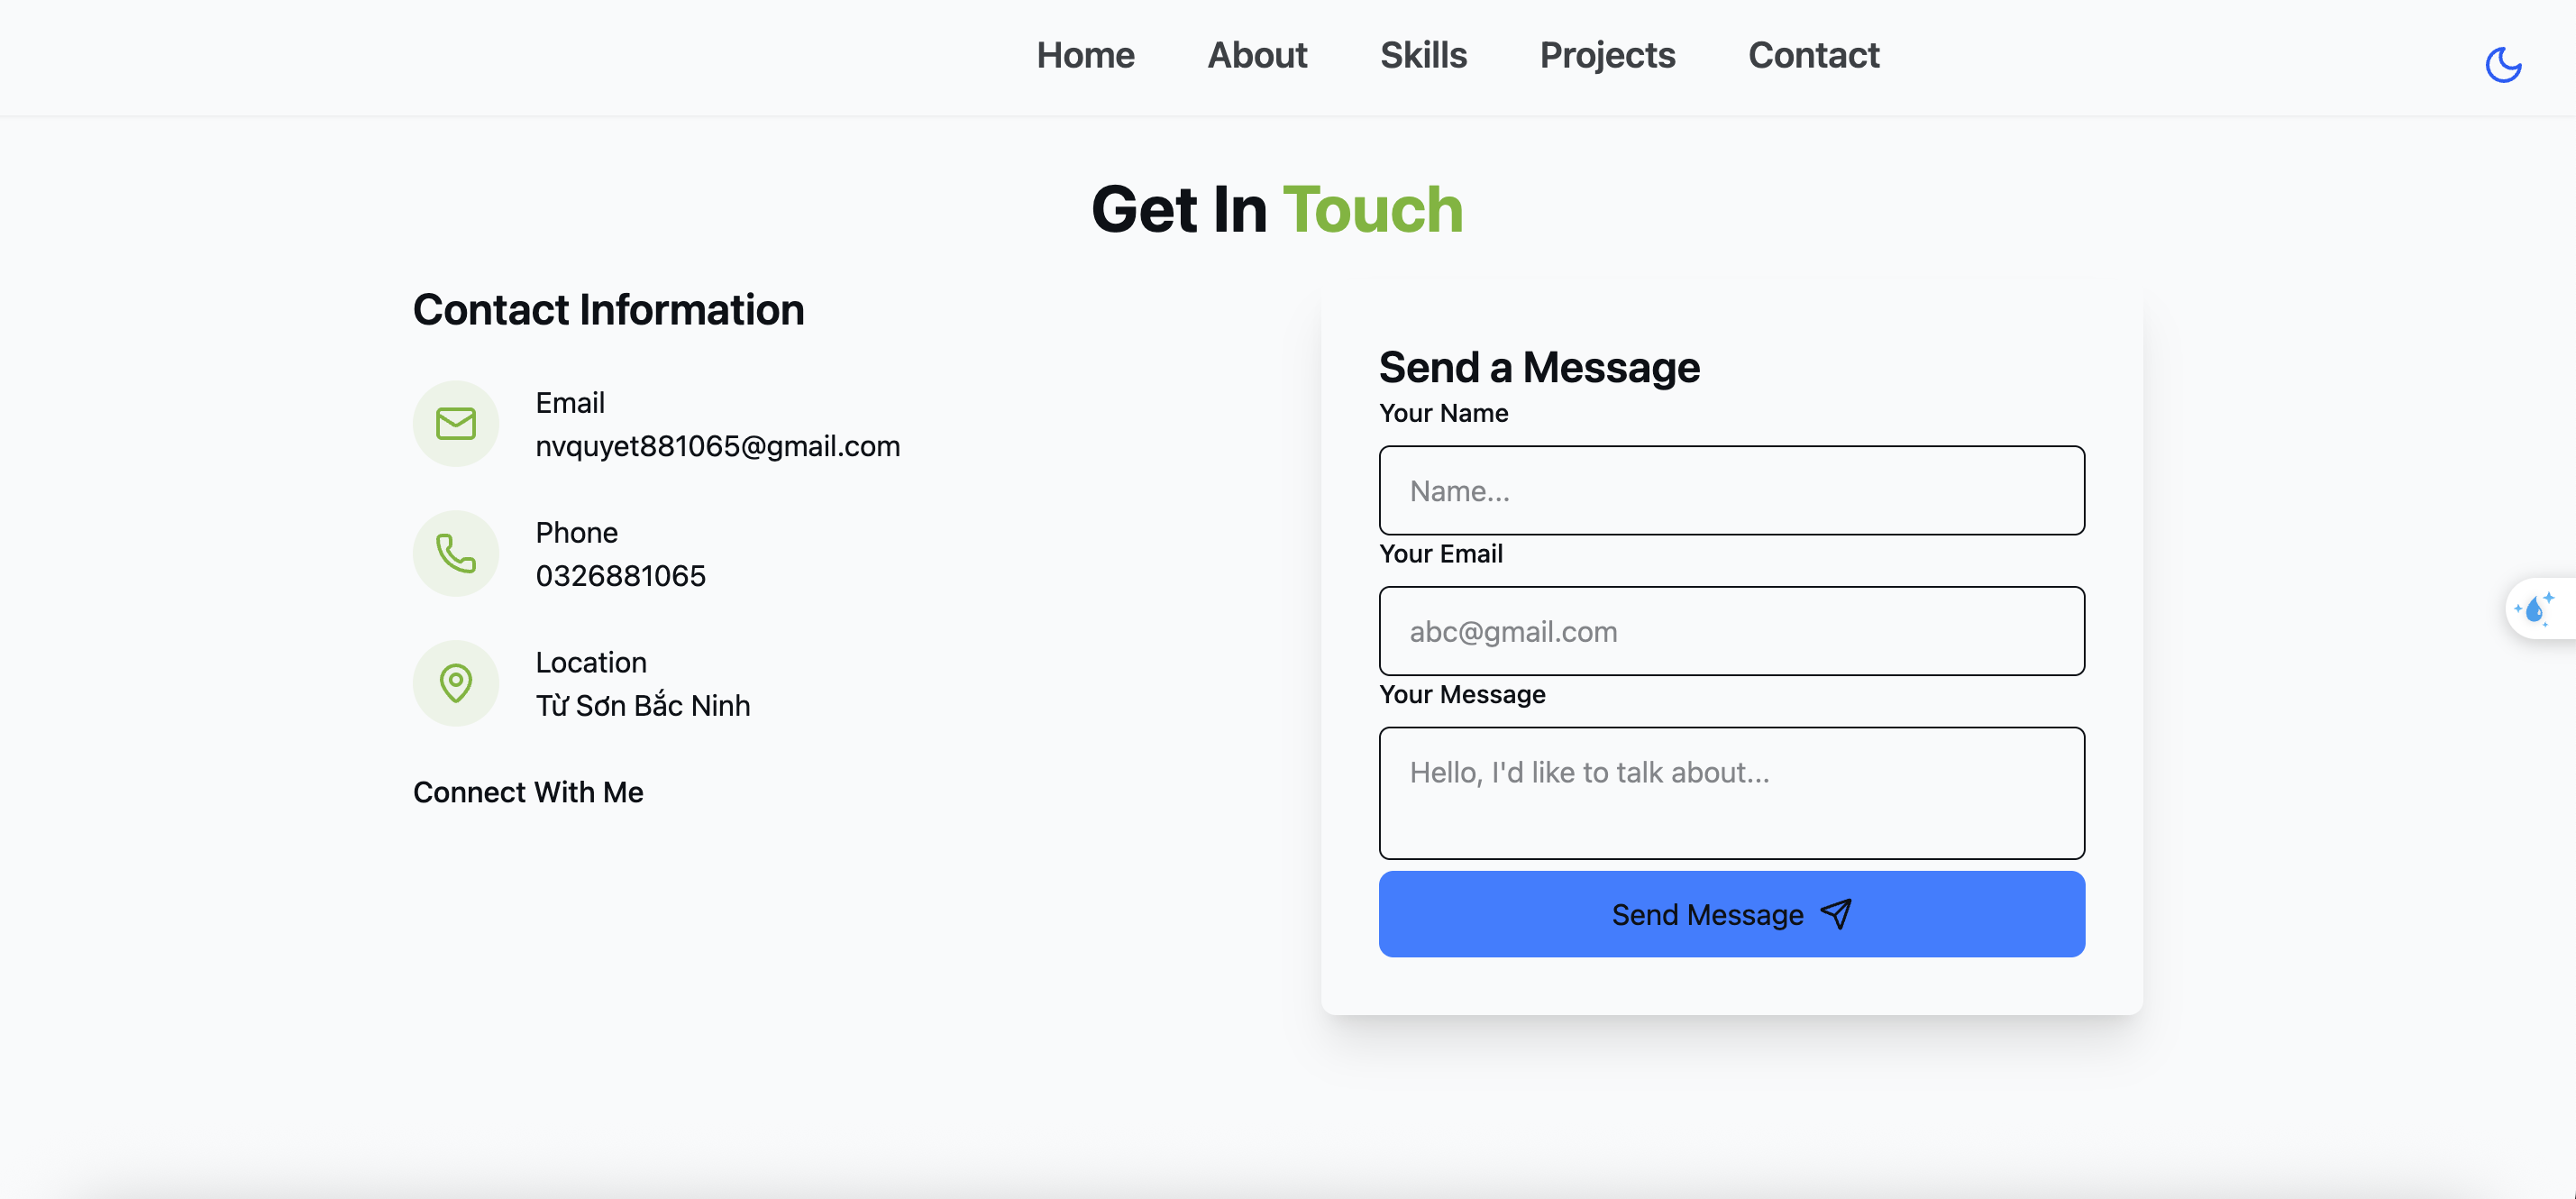 Home About Skills Projects Contact
Get In Touch
Contact Information
Email
nvquyet881065@gmail.com
Phone
0326881065
Location
Từ Sơn Bắc Ninh
Connect With Me
Send a Message
Your Name
Name...
Your Email
abc@gmail.com
Your Message
Hello, I'd like to talk about...
Send Message